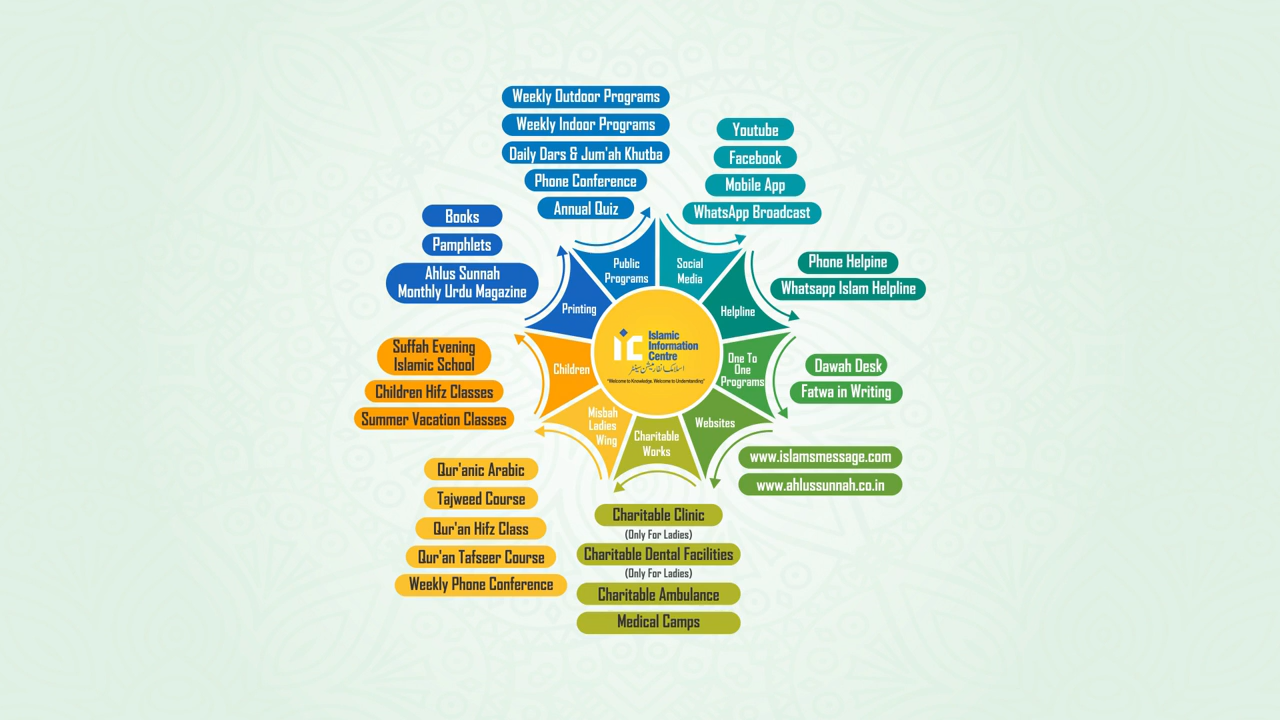 Weekly Outdoor Programs
Weekly Indoor Programs
Daily Dars & Jum'ah Khutba
Phone Conference
Annual Quiz
Youtube
Facebook
Mobile App
WhatsApp Broadcast
Books
Pamphlets
Ahlus Sunnah
Monthly Urdu Magazine
Phone Helpine
Whatsapp Islam Helpline
Public
Programs
Social
Media
Printing
Helpline
Suffah Evening
Islamic School
Children Hifz Classes
Summer Vacation Classes
Children
iC
Islamic
Information
Centre
اسلامک انفارمیشن سینٹر
"Welcome to Knowledge, Welcome to Understanding"
One To
One
Programs
Dawah Desk
Fatwa in Writing
Misbah
Ladies
Wing
Charitable
Works
Websites
www.islamsmessage.com
www.ahlussunnah.co.in
Qur'anic Arabic
Tajweed Course
Qur'an Hifz Class
Qur'an Tafseer Course
Weekly Phone Conference
Charitable Clinic
(Only For Ladies)
Charitable Dental Facilities
(Only For Ladies)
Charitable Ambulance
Medical Camps